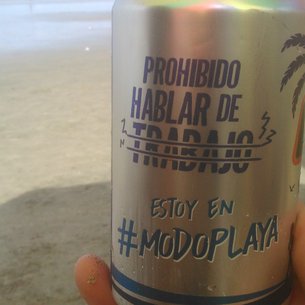 PROHIBIDO
HABLAR DE
TRABAJO
ESTOY EN
#MODOPLAYA